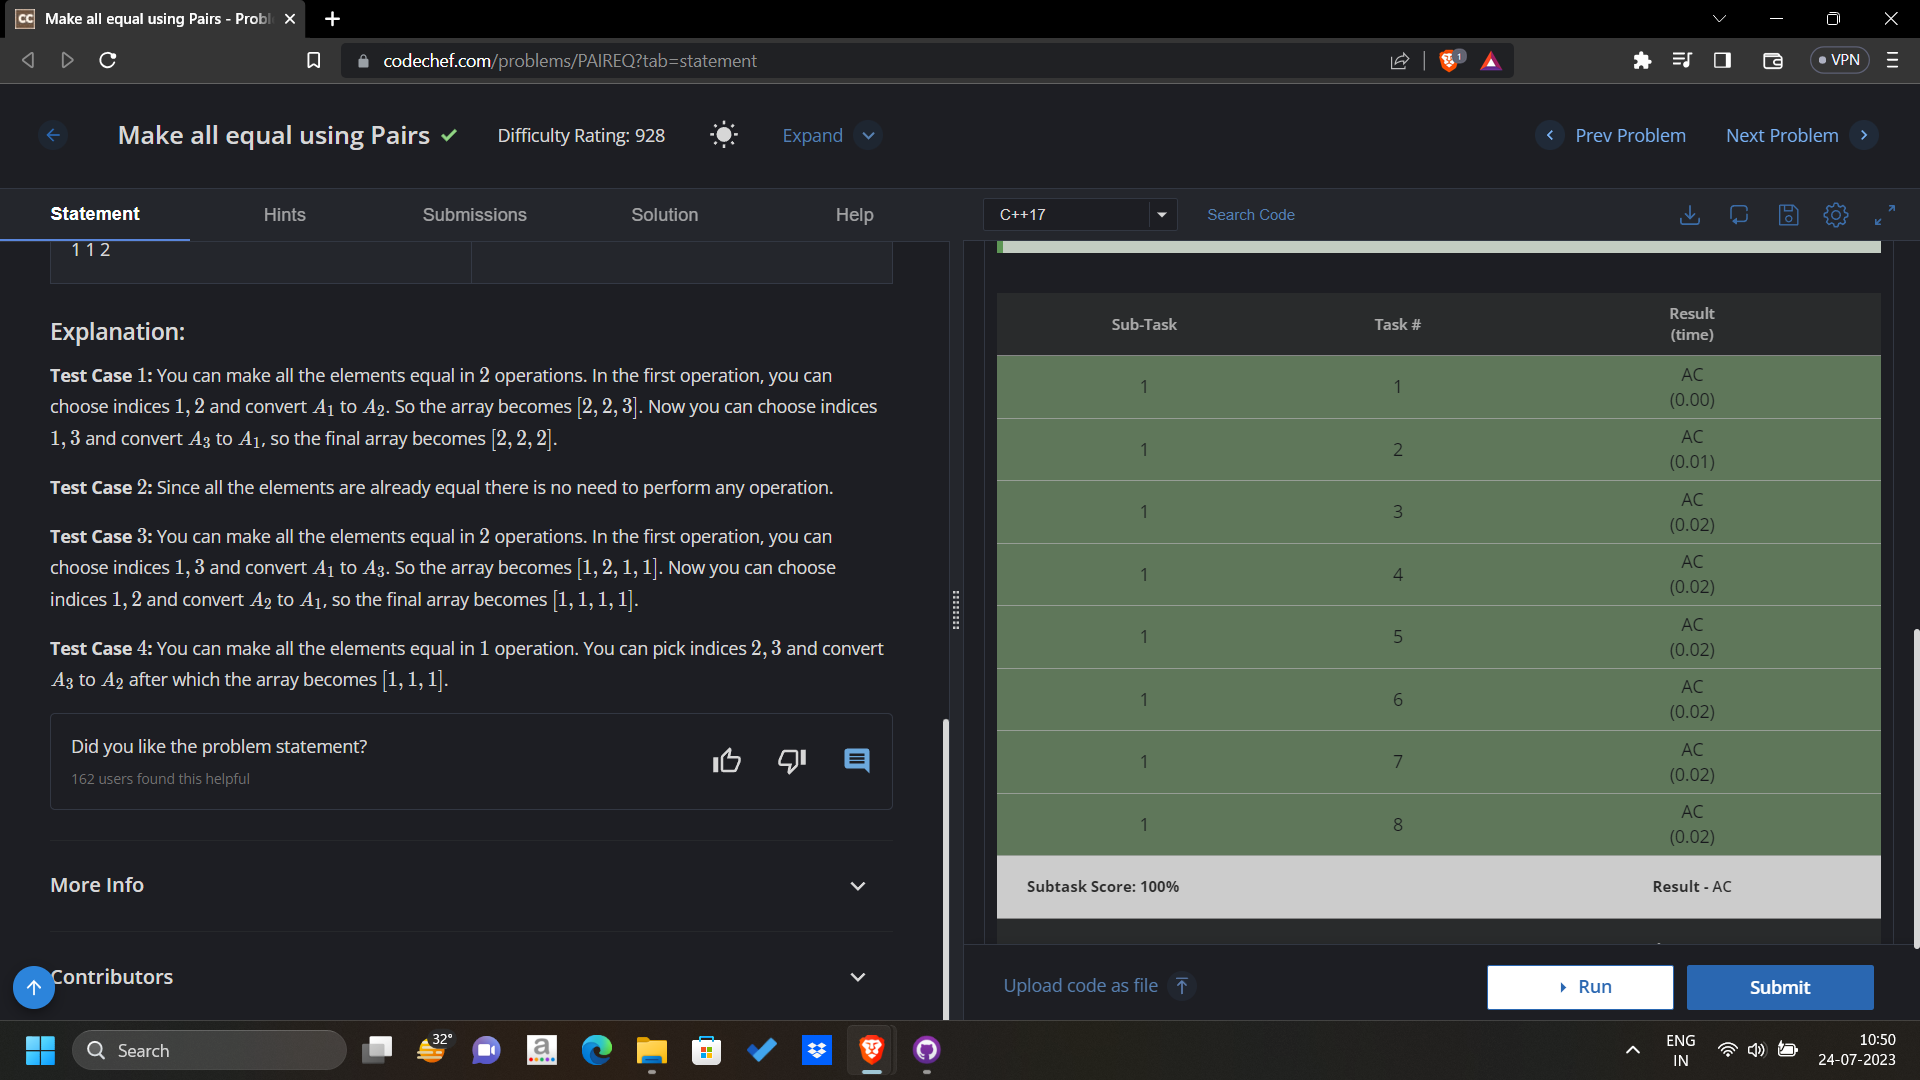 Make all equal using Pairs - Probl
codechef.com/problems/PAIREQ?tab=statement
1
VPN
Make all equal using Pairs
Difficulty Rating: 928
Expand
Prev Problem
Next Problem
Statement
Hints
Submissions
Solution
Help
C++17
Search Code
1 1 2
Explanation:
Test Case 1: You can make all the elements equal in 2 operations. In the first operation, you can
choose indices 1, 2 and convert A1 to A2. So the array becomes [2, 2, 3]. Now you can choose indices
1, 3 and convert A3 to A1, so the final array becomes [2, 2, 2].
Test Case 2: Since all the elements are already equal there is no need to perform any operation.
Test Case 3: You can make all the elements equal in 2 operations. In the first operation, you can
choose indices 1, 3 and convert A1 to A3. So the array becomes [1, 2, 1, 1]. Now you can choose
indices 1, 2 and convert A2 to A1, so the final array becomes [1, 1, 1, 1].
Test Case 4: You can make all the elements equal in 1 operation. You can pick indices 2, 3 and convert
A3 to A2 after which the array becomes [1, 1, 1].
Did you like the problem statement?
162 users found this helpful
More Info
Contributors
Sub-Task
Task #
Result
(time)
1
1
AC
(0.00)
1
2
AC
(0.01)
1
3
AC
(0.02)
1
4
AC
(0.02)
1
5
AC
(0.02)
1
6
AC
(0.02)
1
7
AC
(0.02)
1
8
AC
(0.02)
Subtask Score: 100%
Result - AC
Upload code as file
Run
Submit
Search
32°
a
ENG
IN
10:50
24-07-2023